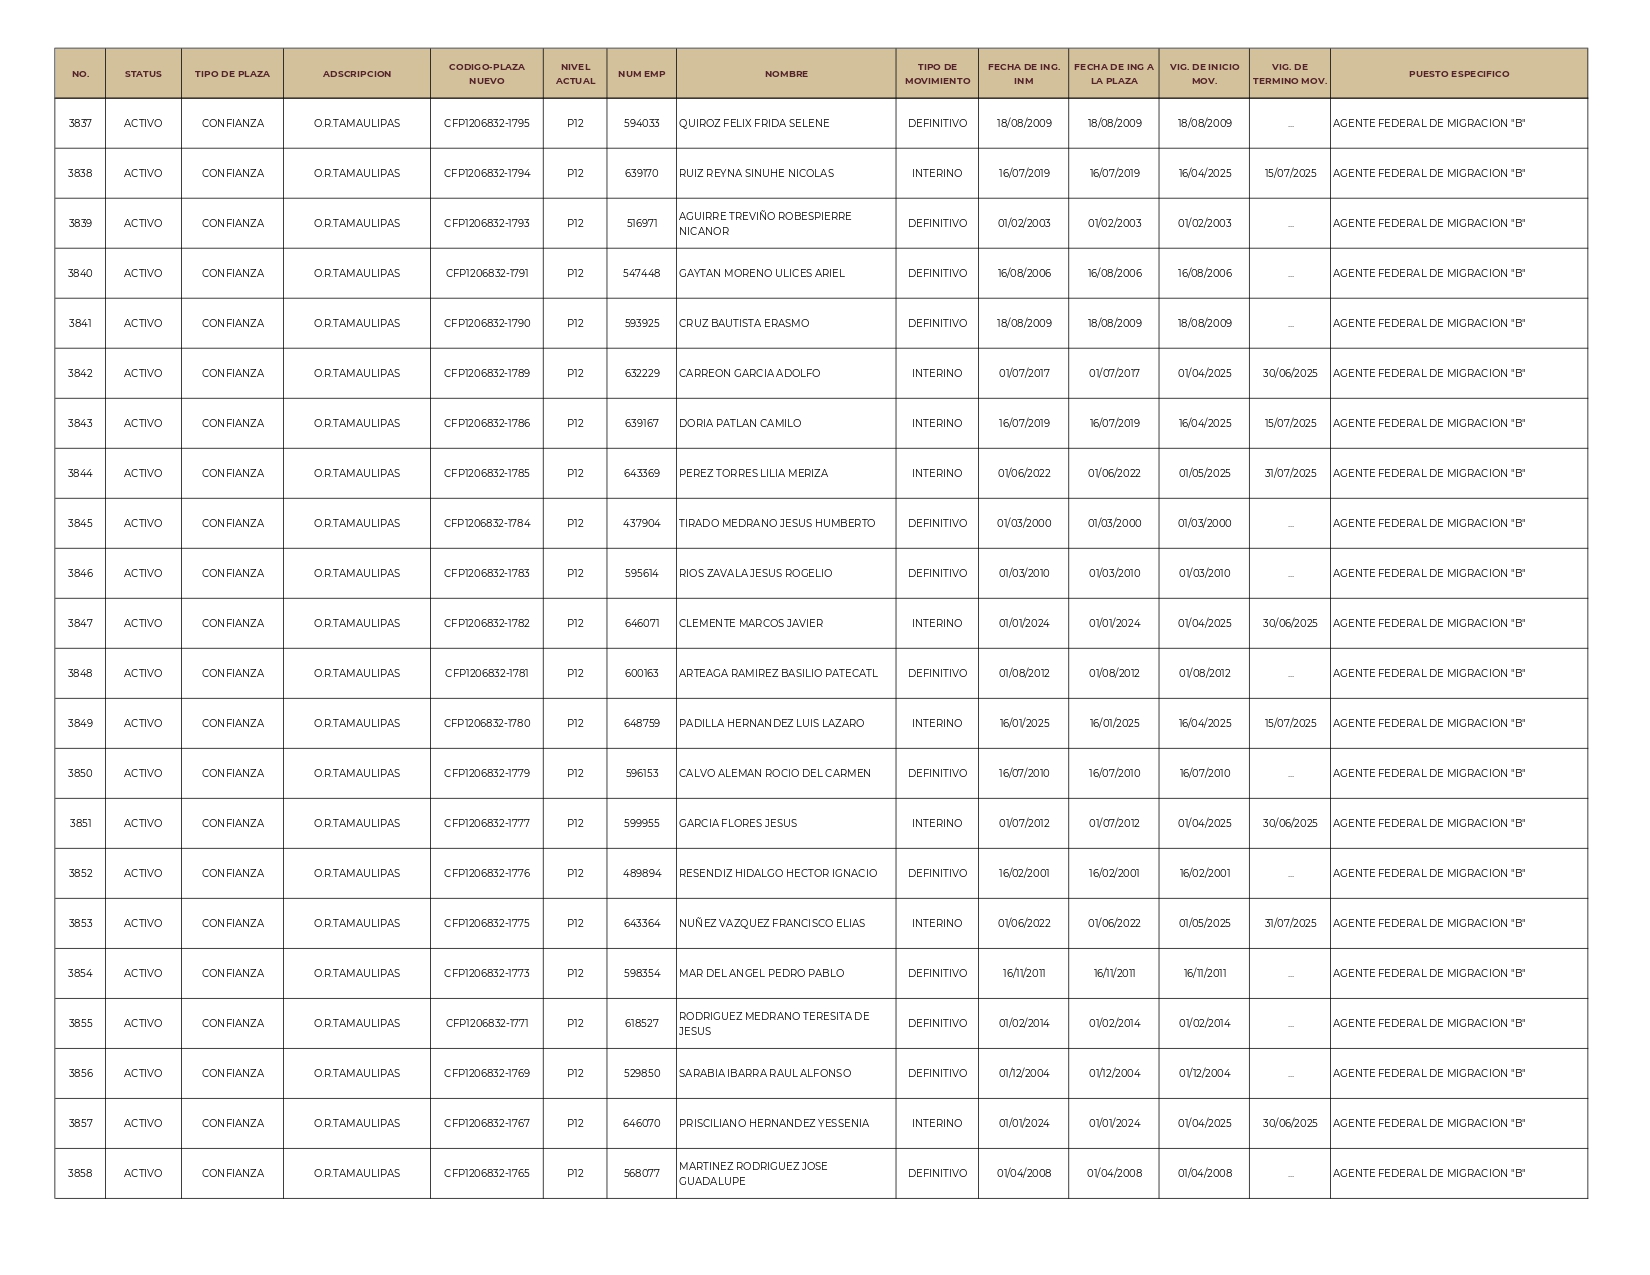 NO. STATUS TIPO DE PLAZA ADSCRIPCION CODIGO-PLAZA NUEVO NIVEL ACTUAL NUM EMP NOMBRE TIPO DE MOVIMIENTO FECHA DE ING. INM FECHA DE ING A LA PLAZA VIG. DE INICIO MOV. VIG. DE TERMINO MOV. PUESTO ESPECIFICO
3837 ACTIVO CONFIANZA O.R.TAMAULIPAS CFP1206832-1795 P12 594033 QUIROZ FELIX FRIDA SELENE DEFINITIVO 18/08/2009 18/08/2009 18/08/2009 ... AGENTE FEDERAL DE MIGRACION "B"
3838 ACTIVO CONFIANZA O.R.TAMAULIPAS CFP1206832-1794 P12 639170 RUIZ REYNA SINUHE NICOLAS INTERINO 16/07/2019 16/07/2019 16/04/2025 15/07/2025 AGENTE FEDERAL DE MIGRACION "B"
3839 ACTIVO CONFIANZA O.R.TAMAULIPAS CFP1206832-1793 P12 516971 AGUIRRE TREVIÑO ROBESPIERRE NICANOR DEFINITIVO 01/02/2003 01/02/2003 01/02/2003 ... AGENTE FEDERAL DE MIGRACION "B"
3840 ACTIVO CONFIANZA O.R.TAMAULIPAS CFP1206832-1791 P12 547448 GAYTAN MORENO ULICES ARIEL DEFINITIVO 16/08/2006 16/08/2006 16/08/2006 ... AGENTE FEDERAL DE MIGRACION "B"
3841 ACTIVO CONFIANZA O.R.TAMAULIPAS CFP1206832-1790 P12 593925 CRUZ BAUTISTA ERASMO DEFINITIVO 18/08/2009 18/08/2009 18/08/2009 ... AGENTE FEDERAL DE MIGRACION "B"
3842 ACTIVO CONFIANZA O.R.TAMAULIPAS CFP1206832-1789 P12 632229 CARREON GARCIA ADOLFO INTERINO 01/07/2017 01/07/2017 01/04/2025 30/06/2025 AGENTE FEDERAL DE MIGRACION "B"
3843 ACTIVO CONFIANZA O.R.TAMAULIPAS CFP1206832-1786 P12 639167 DORIA PATLAN CAMILO INTERINO 16/07/2019 16/07/2019 16/04/2025 15/07/2025 AGENTE FEDERAL DE MIGRACION "B"
3844 ACTIVO CONFIANZA O.R.TAMAULIPAS CFP1206832-1785 P12 643369 PEREZ TORRES LILIA MERIZA INTERINO 01/06/2022 01/06/2022 01/05/2025 31/07/2025 AGENTE FEDERAL DE MIGRACION "B"
3845 ACTIVO CONFIANZA O.R.TAMAULIPAS CFP1206832-1784 P12 437904 TIRADO MEDRANO JESUS HUMBERTO DEFINITIVO 01/03/2000 01/03/2000 01/03/2000 ... AGENTE FEDERAL DE MIGRACION "B"
3846 ACTIVO CONFIANZA O.R.TAMAULIPAS CFP1206832-1783 P12 595614 RIOS ZAVALA JESUS ROGELIO DEFINITIVO 01/03/2010 01/03/2010 01/03/2010 ... AGENTE FEDERAL DE MIGRACION "B"
3847 ACTIVO CONFIANZA O.R.TAMAULIPAS CFP1206832-1782 P12 646071 CLEMENTE MARCOS JAVIER INTERINO 01/01/2024 01/01/2024 01/04/2025 30/06/2025 AGENTE FEDERAL DE MIGRACION "B"
3848 ACTIVO CONFIANZA O.R.TAMAULIPAS CFP1206832-1781 P12 600163 ARTEAGA RAMIREZ BASILIO PATECATL DEFINITIVO 01/08/2012 01/08/2012 01/08/2012 ... AGENTE FEDERAL DE MIGRACION "B"
3849 ACTIVO CONFIANZA O.R.TAMAULIPAS CFP1206832-1780 P12 648759 PADILLA HERNANDEZ LUIS LAZARO INTERINO 16/01/2025 16/01/2025 16/04/2025 15/07/2025 AGENTE FEDERAL DE MIGRACION "B"
3850 ACTIVO CONFIANZA O.R.TAMAULIPAS CFP1206832-1779 P12 596153 CALVO ALEMAN ROCIO DEL CARMEN DEFINITIVO 16/07/2010 16/07/2010 16/07/2010 ... AGENTE FEDERAL DE MIGRACION "B"
3851 ACTIVO CONFIANZA O.R.TAMAULIPAS CFP1206832-1777 P12 599955 GARCIA FLORES JESUS INTERINO 01/07/2012 01/07/2012 01/04/2025 30/06/2025 AGENTE FEDERAL DE MIGRACION "B"
3852 ACTIVO CONFIANZA O.R.TAMAULIPAS CFP1206832-1776 P12 489894 RESENDIZ HIDALGO HECTOR IGNACIO DEFINITIVO 16/02/2001 16/02/2001 16/02/2001 ... AGENTE FEDERAL DE MIGRACION "B"
3853 ACTIVO CONFIANZA O.R.TAMAULIPAS CFP1206832-1775 P12 643364 NUÑEZ VAZQUEZ FRANCISCO ELIAS INTERINO 01/06/2022 01/06/2022 01/05/2025 31/07/2025 AGENTE FEDERAL DE MIGRACION "B"
3854 ACTIVO CONFIANZA O.R.TAMAULIPAS CFP1206832-1773 P12 598354 MAR DEL ANGEL PEDRO PABLO DEFINITIVO 16/11/2011 16/11/2011 16/11/2011 ... AGENTE FEDERAL DE MIGRACION "B"
3855 ACTIVO CONFIANZA O.R.TAMAULIPAS CFP1206832-1771 P12 618527 RODRIGUEZ MEDRANO TERESITA DE JESUS DEFINITIVO 01/02/2014 01/02/2014 01/02/2014 ... AGENTE FEDERAL DE MIGRACION "B"
3856 ACTIVO CONFIANZA O.R.TAMAULIPAS CFP1206832-1769 P12 529850 SARABIA IBARRA RAUL ALFONSO DEFINITIVO 01/12/2004 01/12/2004 01/12/2004 ... AGENTE FEDERAL DE MIGRACION "B"
3857 ACTIVO CONFIANZA O.R.TAMAULIPAS CFP1206832-1767 P12 646070 PRISCILIANO HERNANDEZ YESSENIA INTERINO 01/01/2024 01/01/2024 01/04/2025 30/06/2025 AGENTE FEDERAL DE MIGRACION "B"
3858 ACTIVO CONFIANZA O.R.TAMAULIPAS CFP1206832-1765 P12 568077 MARTINEZ RODRIGUEZ JOSE GUADALUPE DEFINITIVO 01/04/2008 01/04/2008 01/04/2008 ... AGENTE FEDERAL DE MIGRACION "B"